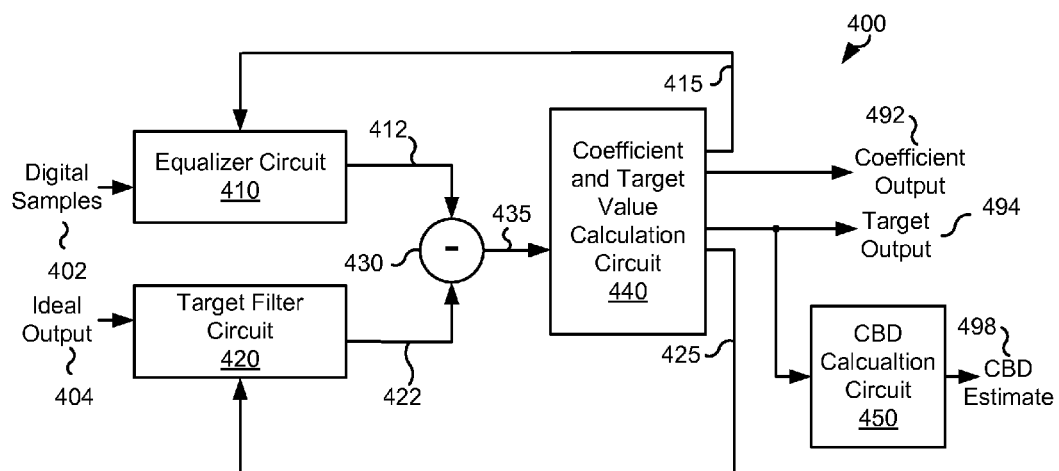 400
415
492
412
Equalizer Circuit
410
Digital
Samples
402
Coefficient
and Target
Value
Calculation
Circuit
440
Coefficient
Output
494
Target
Output
435
430
-
Ideal
Output
404
Target Filter
Circuit
420
422
425
CBD
Calcualtion
Circuit
450
498
CBD
Estimate